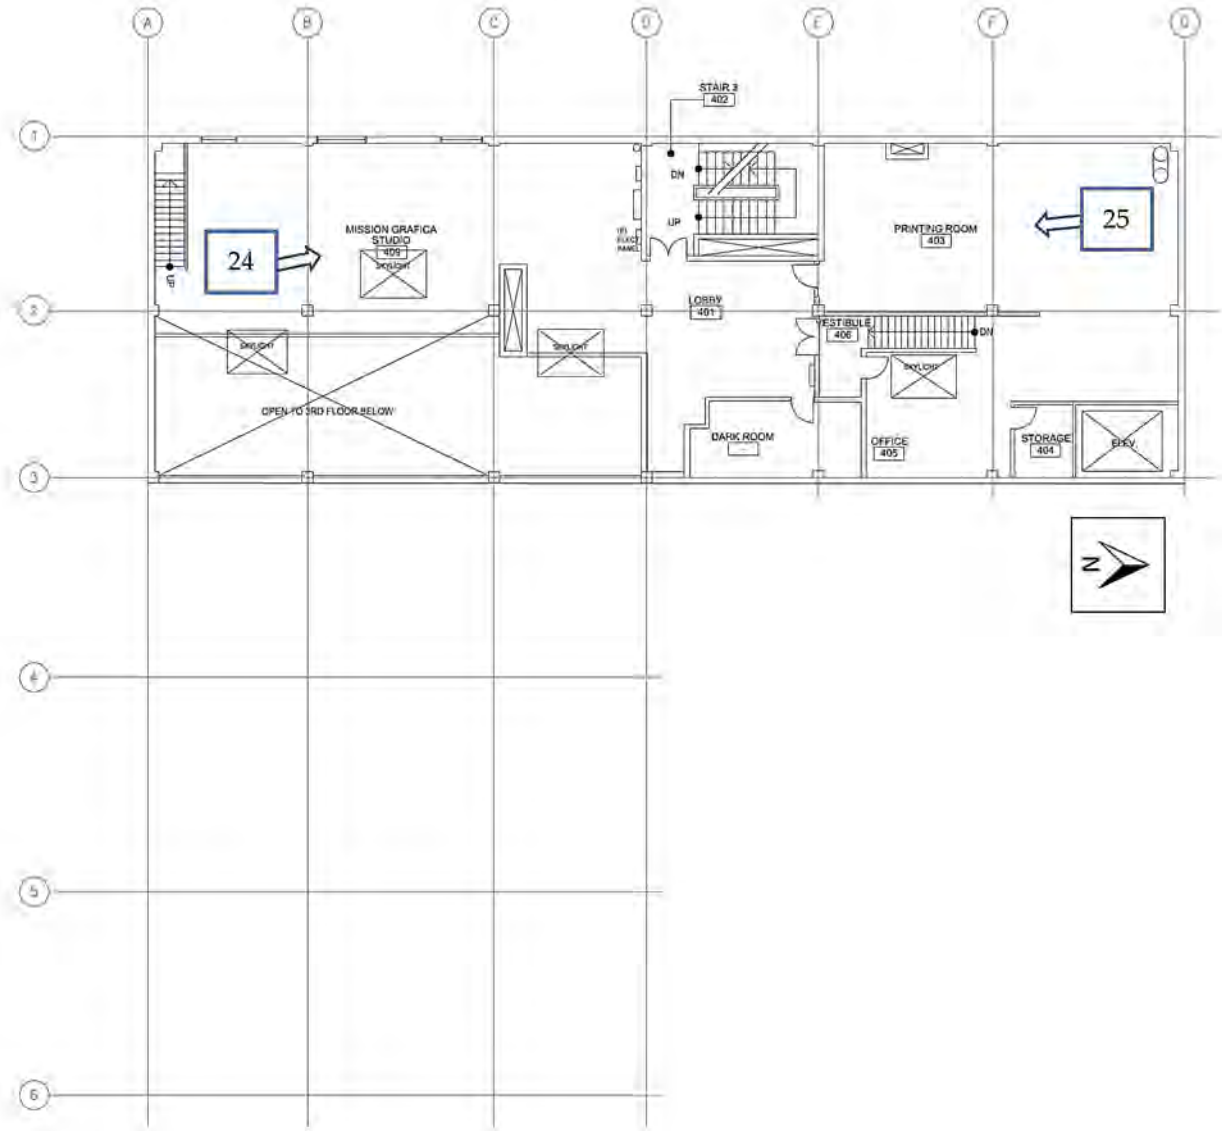 A B C D E F G
1
STAIR 3
402
DN
UP
MISSION GRAFICA
STUDIO
409
SKYLIGHT
24
UP
(E)
ELECT
PANEL
PRINTING ROOM
403
25
2
LOBBY
401
VESTIBULE
406
DN
SKYLIGHT
SKYLIGHT
SKYLIGHT
OPEN TO 3RD FLOOR BELOW
DARK ROOM
OFFICE
405
STORAGE
404
ELEV.
3
N
4
5
6